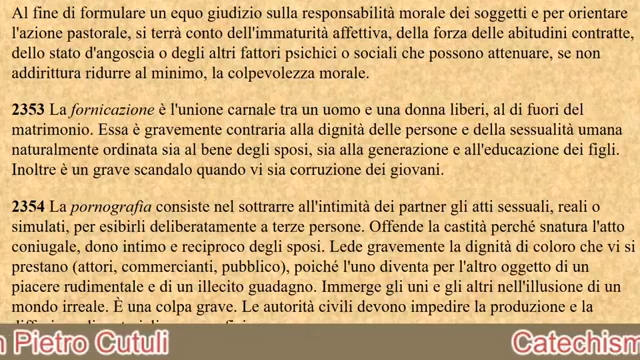 Al fine di formulare un equo giudizio sulla responsabilità morale dei soggetti e per orientare
l'azione pastorale, si terrà conto dell'immaturità affettiva, della forza delle abitudini contratte,
dello stato d'angoscia o degli altri fattori psichici o sociali che possono attenuare, se non
addirittura ridurre al minimo, la colpevolezza morale.
2353 La fornicazione è l'unione carnale tra un uomo e una donna liberi, al di fuori del
matrimonio. Essa è gravemente contraria alla dignità delle persone e della sessualità umana
naturalmente ordinata sia al bene degli sposi, sia alla generazione e all'educazione dei figli.
Inoltre è un grave scandalo quando vi sia corruzione dei giovani.
2354 La pornografia consiste nel sottrarre all'intimità dei partner gli atti sessuali, reali o
simulati, per esibirli deliberatamente a terze persone. Offende la castità perché snatura l'atto
coniugale, dono intimo e reciproco degli sposi. Lede gravemente la dignità di coloro che vi si
prestano (attori, commercianti, pubblico), poiché l'uno diventa per l'altro oggetto di un
piacere rudimentale e di un illecito guadagno. Immerge gli uni e gli altri nell'illusione di un
mondo irreale. È una colpa grave. Le autorità civili devono impedire la produzione e la
n Pietro Cutuli Catechism